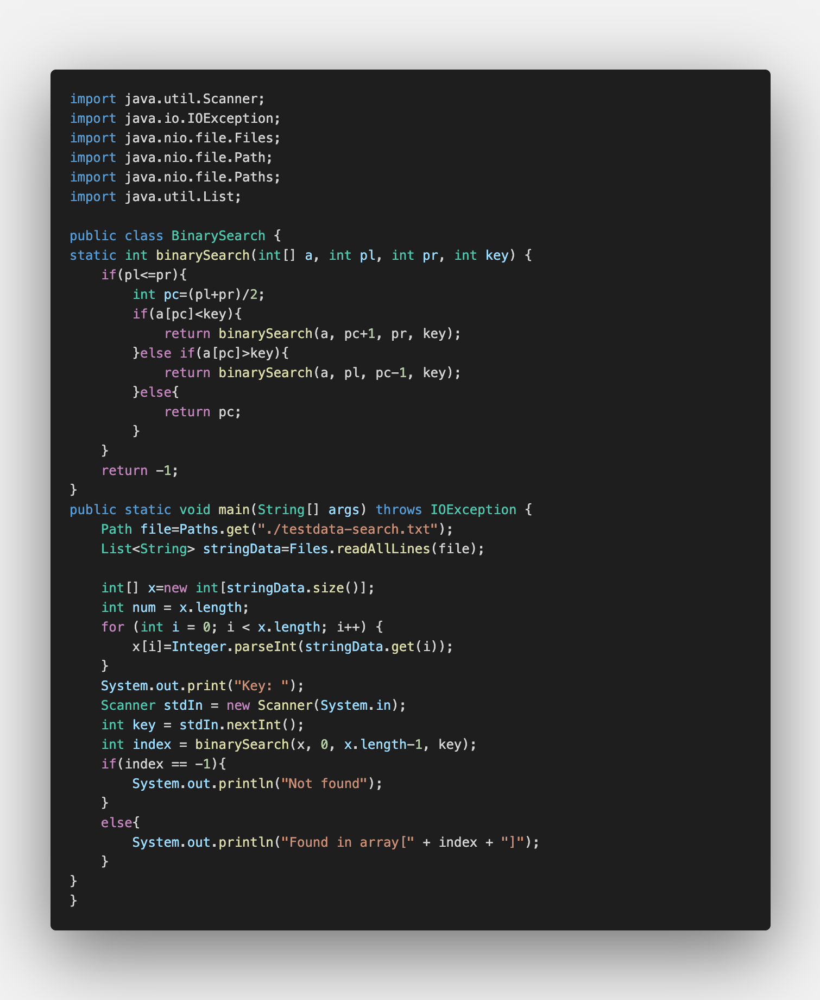 import java.util.Scanner;
import java.io.IOException;
import java.nio.file.Files;
import java.nio.file.Path;
import java.nio.file.Paths;
import java.util.List;

public class BinarySearch {
static int binarySearch(int[] a, int pl, int pr, int key) {
    if(pl<=pr){
        int pc=(pl+pr)/2;
        if(a[pc]<key){
            return binarySearch(a, pc+1, pr, key);
        }else if(a[pc]>key){
            return binarySearch(a, pl, pc-1, key);
        }else{
            return pc;
        }
    }
    return -1;
}
public static void main(String[] args) throws IOException {
    Path file=Paths.get("./testdata-search.txt");
    List<String> stringData=Files.readAllLines(file);

    int[] x=new int[stringData.size()];
    int num = x.length;
    for (int i = 0; i < x.length; i++) {
        x[i]=Integer.parseInt(stringData.get(i));
    }
    System.out.print("Key: ");
    Scanner stdIn = new Scanner(System.in);
    int key = stdIn.nextInt();
    int index = binarySearch(x, 0, x.length-1, key);
    if(index == -1){
        System.out.println("Not found");
    }
    else{
        System.out.println("Found in array[" + index + "]");
    }
}
}